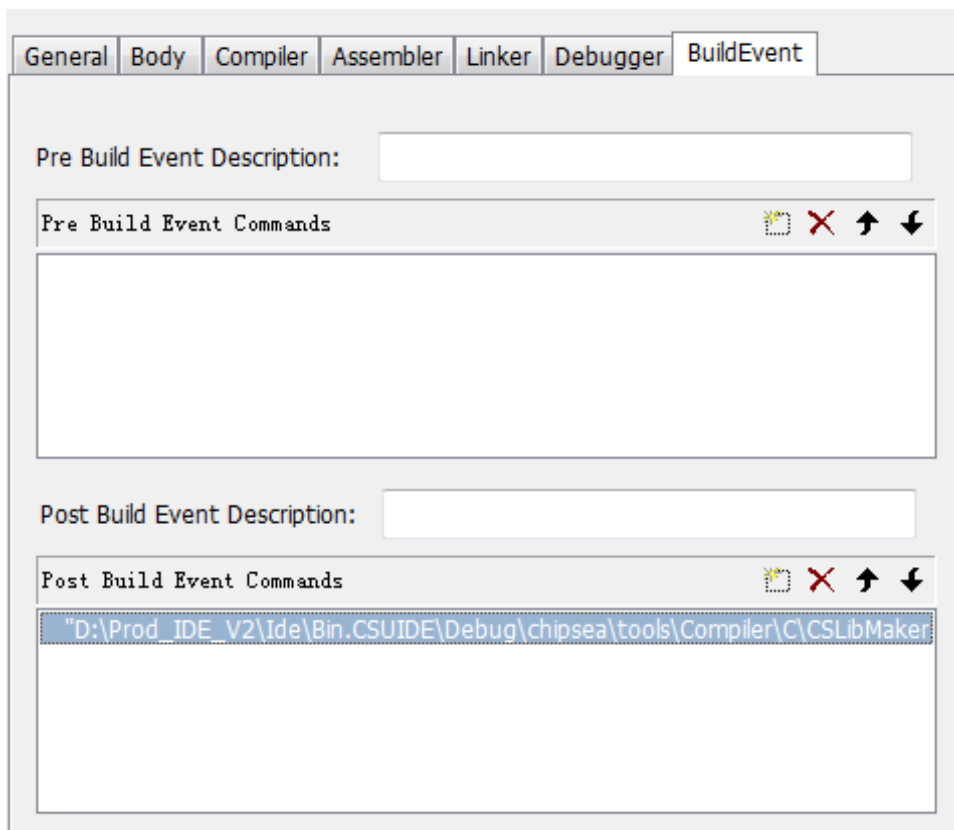 General Body Compiler Assembler Linker Debugger BuildEvent
Pre Build Event Description:
Pre Build Event Commands
Post Build Event Description:
Post Build Event Commands
"D:\Prod_IDE_V2\Ide\Bin.CSUIDE\Debug\chipsea\tools\Compiler\C\CSLibMaker